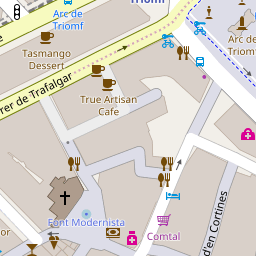 Arc de
Triomf
Triomf
Tasmango
Dessert
Arc de
Triomf
True Artisan
Cafe
rer de Trafalgar
Font Modernista
Comtal
d'en Cortines